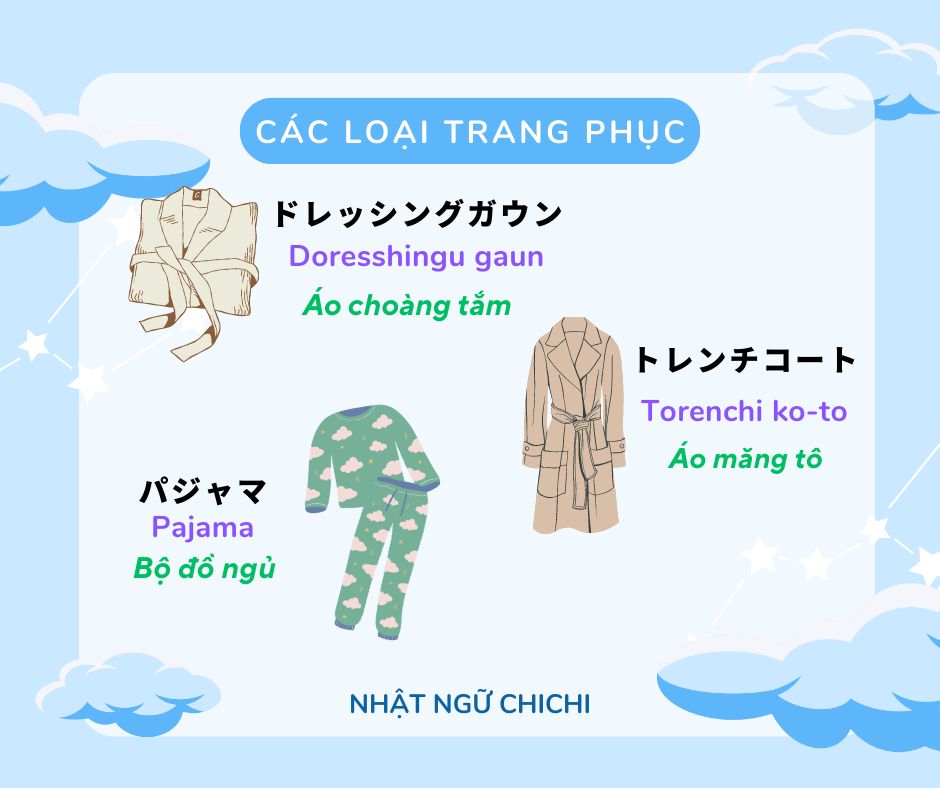 CÁC LOẠI TRANG PHỤC
ドレッシングガウン
Doresshingu gaun
Áo choàng tắm
トレンチコート
Torenchi ko-to
Áo măng tô
パジャマ
Pajama
Bộ đồ ngủ
NHẬT NGỮ CHICHI